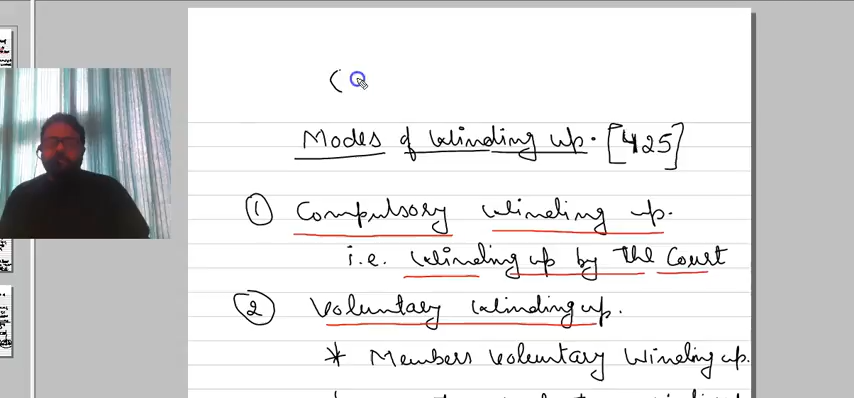 (
Modes of Winding up. [425]
① Compulsory Winding up.
i.e. Winding up by the Court
② Voluntary Winding up.
* Members Voluntary Winding up.